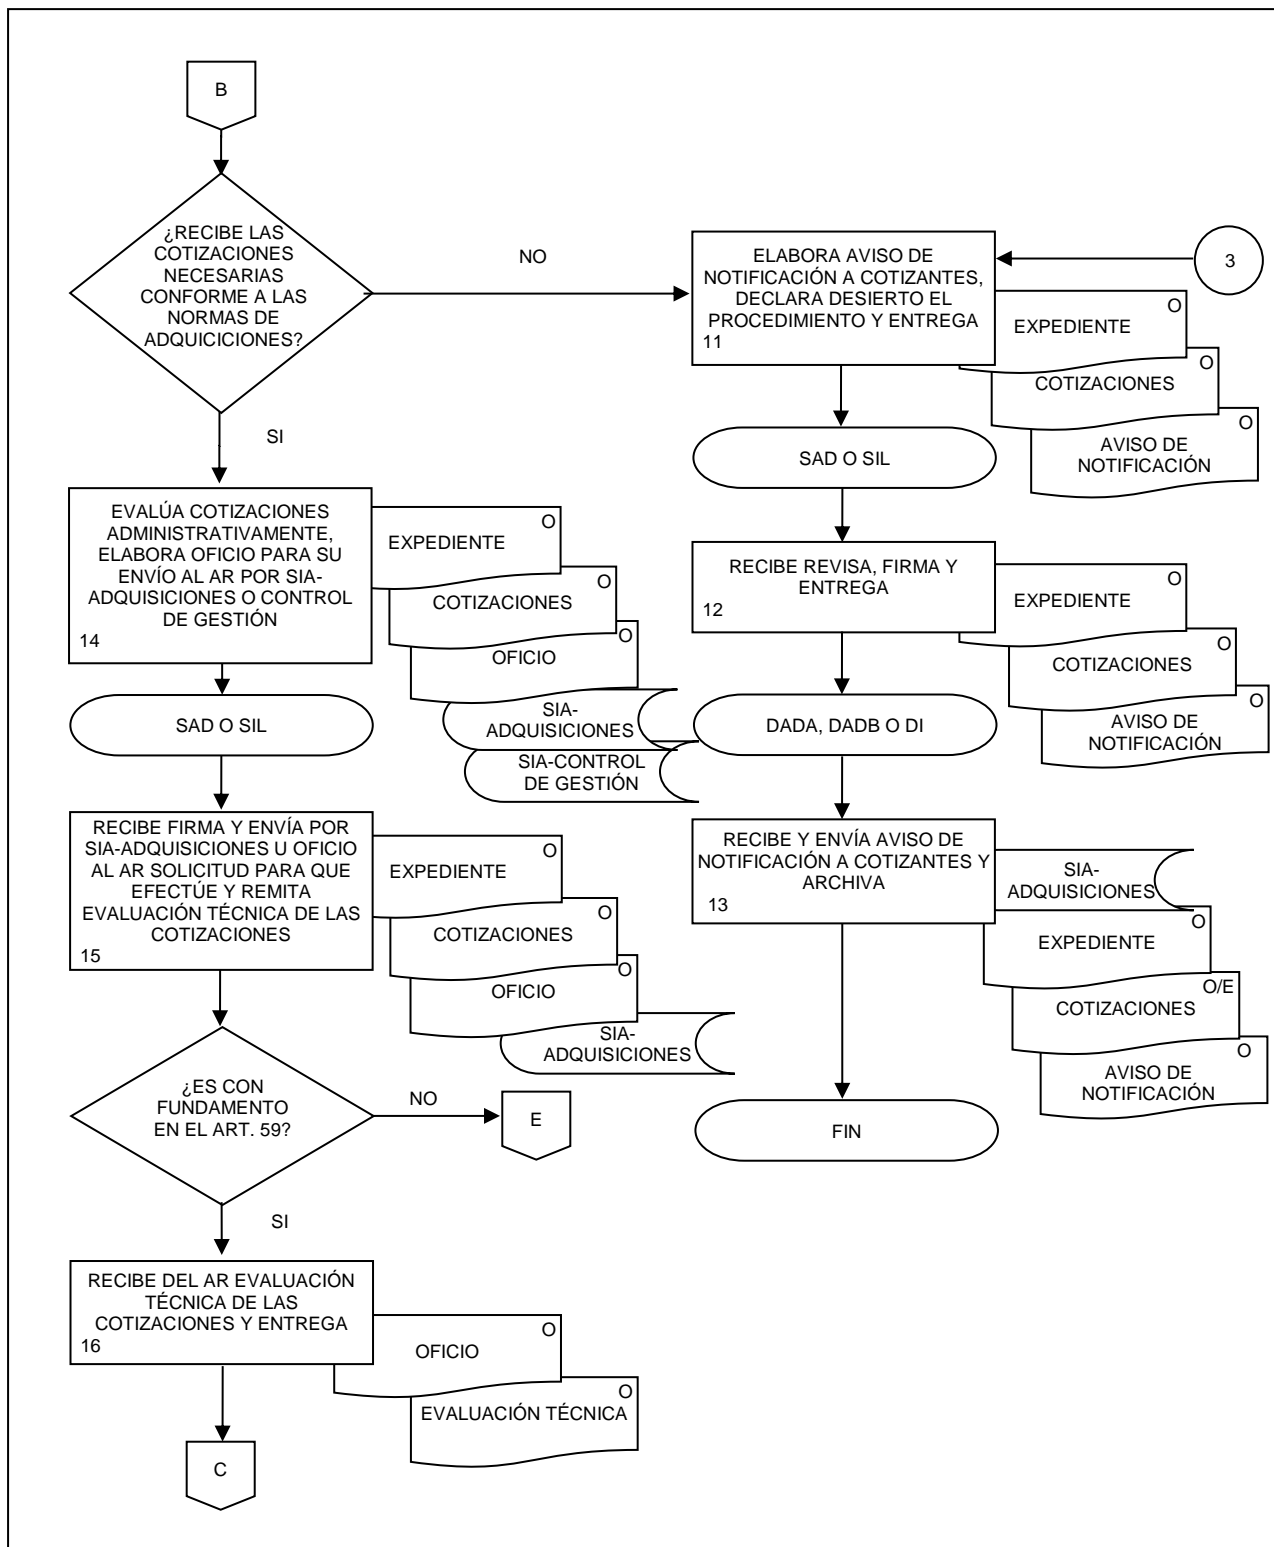 B
¿RECIBE LAS
COTIZACIONES
NECESARIAS
CONFORME A LAS
NORMAS DE
ADQUICICIONES?
NO
SI
ELABORA AVISO DE
NOTIFICACIÓN A COTIZANTES,
DECLARA DESIERTO EL
PROCEDIMIENTO Y ENTREGA
11
3
O
EXPEDIENTE
O
COTIZACIONES
O
AVISO DE
NOTIFICACIÓN
SAD O SIL
RECIBE REVISA, FIRMA Y
ENTREGA
12
O
EXPEDIENTE
O
COTIZACIONES
O
AVISO DE
NOTIFICACIÓN
DADA, DADB O DI
RECIBE Y ENVÍA AVISO DE
NOTIFICACIÓN A COTIZANTES Y
ARCHIVA
13
SIA-
ADQUISICIONES
O
EXPEDIENTE
O/E
COTIZACIONES
O
AVISO DE
NOTIFICACIÓN
FIN
EVALÚA COTIZACIONES
ADMINISTRATIVAMENTE,
ELABORA OFICIO PARA SU
ENVÍO AL AR POR SIA-
ADQUISICIONES O CONTROL
DE GESTIÓN
14
O
EXPEDIENTE
O
COTIZACIONES
O
OFICIO
SIA-
ADQUISICIONES
SIA-CONTROL
DE GESTIÓN
SAD O SIL
RECIBE FIRMA Y ENVÍA POR
SIA-ADQUISICIONES U OFICIO
AL AR SOLICITUD PARA QUE
EFECTÚE Y REMITA
EVALUACIÓN TÉCNICA DE LAS
COTIZACIONES
15
O
EXPEDIENTE
O
COTIZACIONES
O
OFICIO
SIA-
ADQUISICIONES
¿ES CON
FUNDAMENTO
EN EL ART. 59?
NO
E
SI
RECIBE DEL AR EVALUACIÓN
TÉCNICA DE LAS
COTIZACIONES Y ENTREGA
16
O
OFICIO
O
EVALUACIÓN TÉCNICA
C